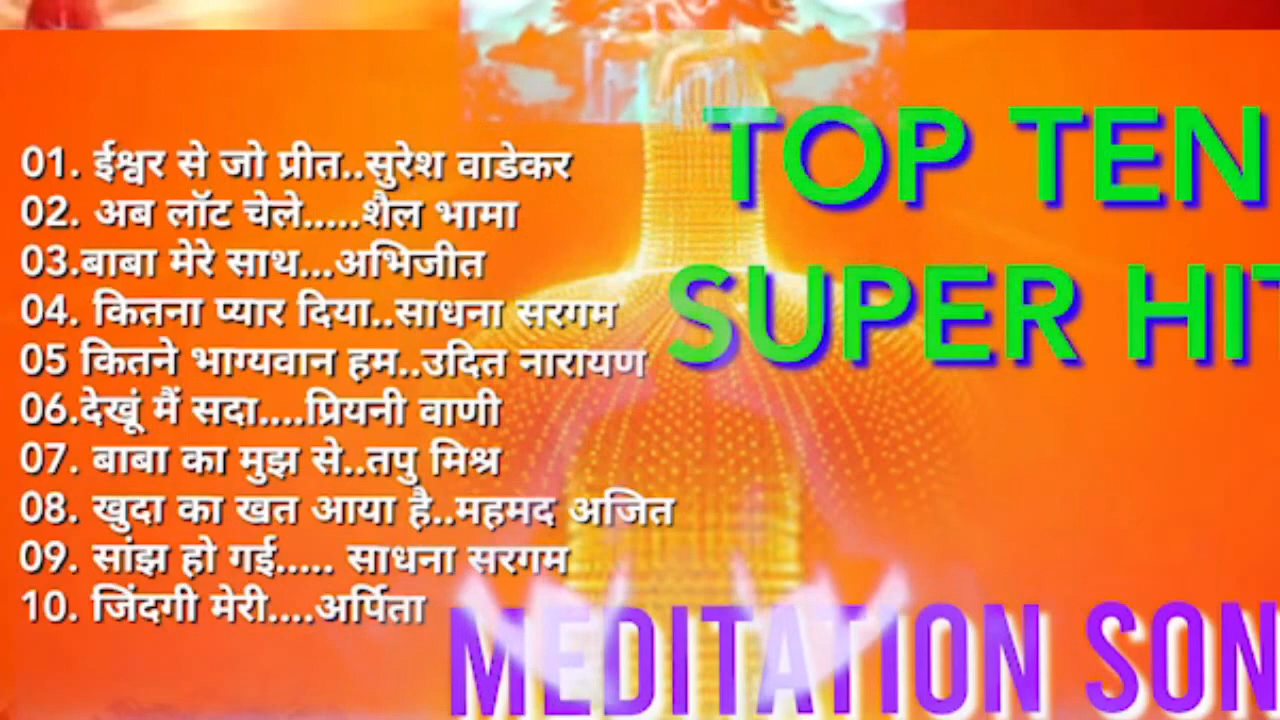 01. ईश्वर से जो प्रीत..सुरेश वाडेकर
02. अब लॉट चेले.....शैल भामा
03.बाबा मेरे साथ...अभिजीत
04. कितना प्यार दिया..साधना सरगम
05 कितने भाग्यवान हम..उदित नारायण
06.देखूं मैं सदा....प्रियनी वाणी
07. बाबा का मुझ से..तपु मिश्र
08. खुदा का खत आया है..महमद अजित
09. सांझ हो गई..... साधना सरगम
10. जिंदगी मेरी....अर्पिता
TOP TEN
SUPER HIT
MEDITATION SON